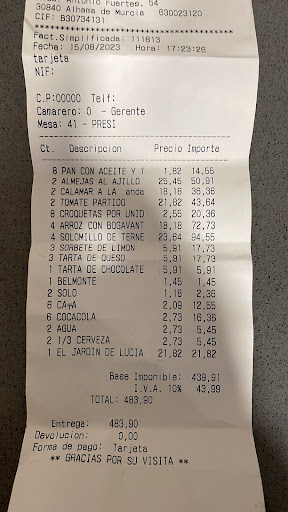 Antonio Fuertes, 54
30840 Alhama de Murcia 630023120
CIF: B30734131
Fact.Simplificada: 111613
Fecha: 15/08/2023 Hora: 17:23:26
tarjeta
NIF:
C.P:00000 Telf:
Camarero: 0 - Gerente
Mesa: 41 - PRESI
Ct. Descripcion Precio Importe
8 PAN CON ACEITE Y T 1,82 14,55
2 ALMEJAS AL AJILLO 25,45 50,91
2 CALAMAR A LA anda 18,18 36,36
2 TOMATE PARTIDO 21,82 43,64
8 CROQUETAS POR UNID 2,55 20,36
4 ARROZ CON BOGAVANT 18,18 72,73
4 SOLOMILLO DE TERNE 23,64 94,55
3 SORBETE DE LIMON 5,91 17,73
3 TARTA DE QUESO 5,91 17,73
1 TARTA DE CHOCOLATE 5,91 5,91
1 BELMONTE 1,45 1,45
2 SOLO 1,18 2,36
6 CAÑA 2,09 12,55
6 COCACOLA 2,73 16,36
2 AGUA 2,73 5,45
2 1/3 CERVEZA 2,73 5,45
1 EL JARDIN DE LUCIA 21,82 21,82
Base Imponible: 439,91
I.V.A. 10% 43,99
TOTAL: 483,90
Entrega: 483,90
Devolucion: 0,00
Forma de pago: Tarjeta
** GRACIAS POR SU VISITA **